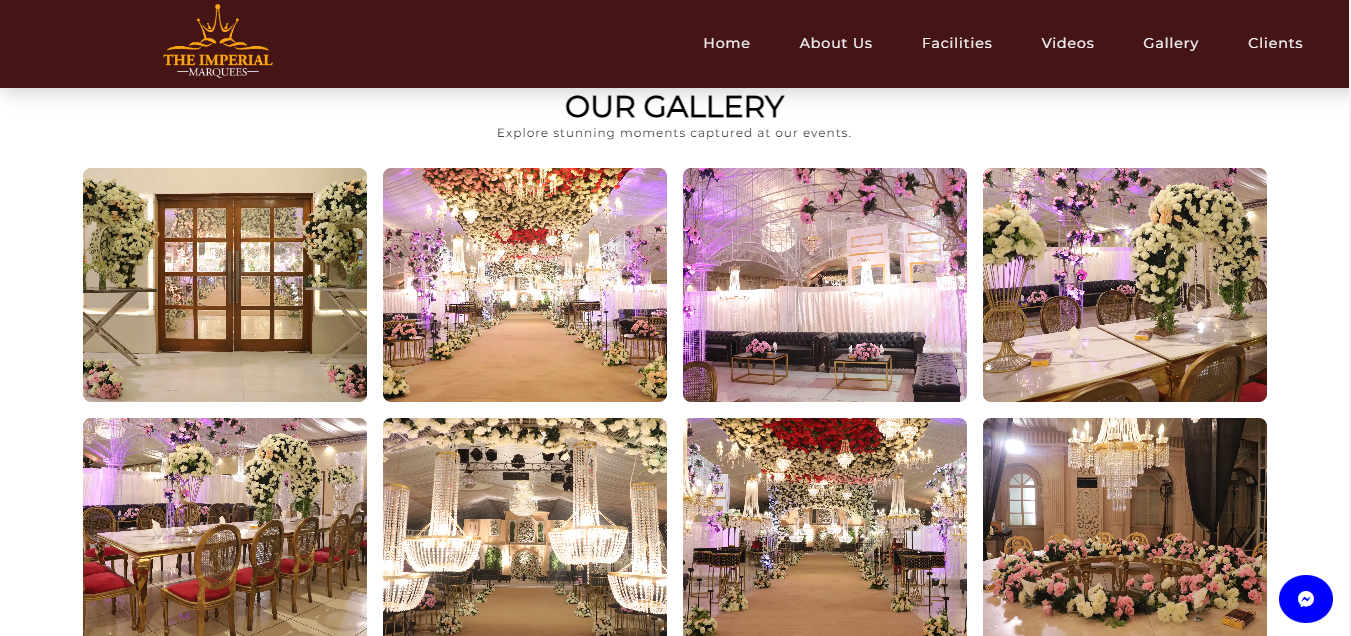 THE IMPERIAL
MARQUEES
Home About Us Facilities Videos Gallery Clients
OUR GALLERY
Explore stunning moments captured at our events.